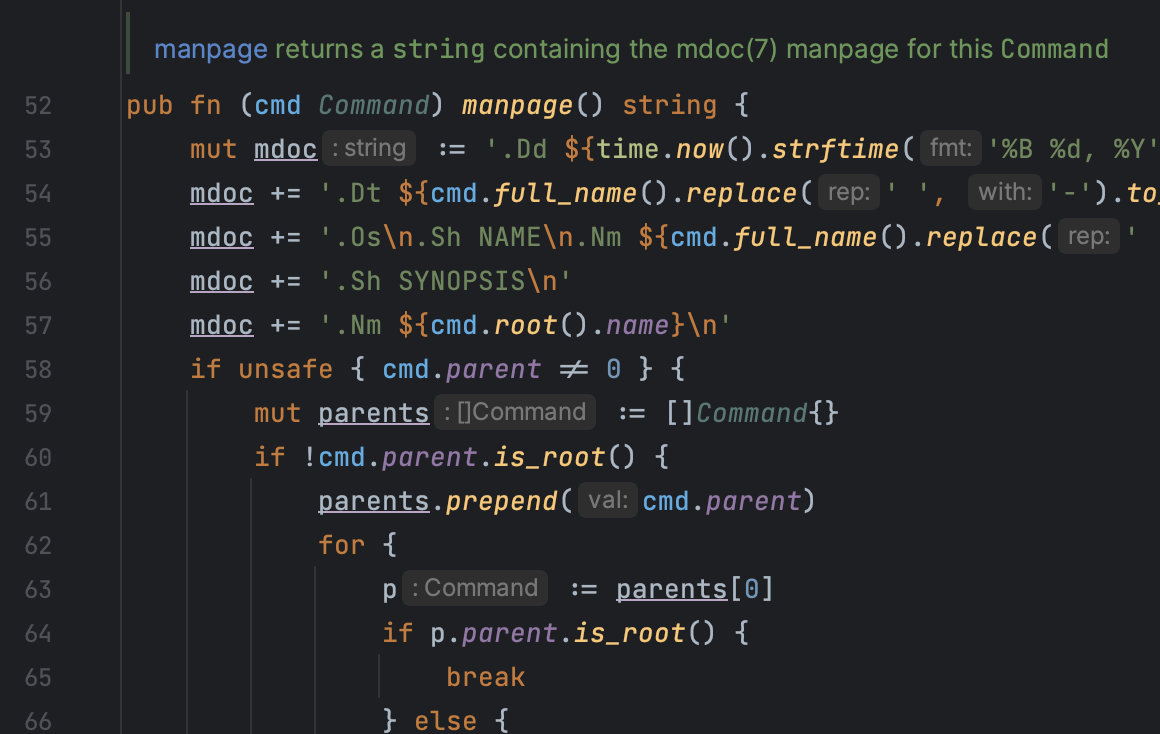 manpage returns a string containing the mdoc(7) manpage for this Command
52 pub fn (cmd Command) manpage() string {
53 mut mdoc : string := '.Dd ${time.now().strftime( fmt: '%B %d, %Y'
54 mdoc += '.Dt ${cmd.full_name().replace( rep: ' ', with: '-').to_
55 mdoc += '.Os\n.Sh NAME\n.Nm ${cmd.full_name().replace( rep: '
56 mdoc += '.Sh SYNOPSIS\n'
57 mdoc += '.Nm ${cmd.root().name}\n'
58 if unsafe { cmd.parent != 0 } {
59 mut parents : []Command := []Command{}
60 if !cmd.parent.is_root() {
61 parents.prepend( val: cmd.parent)
62 for {
63 p : Command := parents[0]
64 if p.parent.is_root() {
65 break
66 } else {